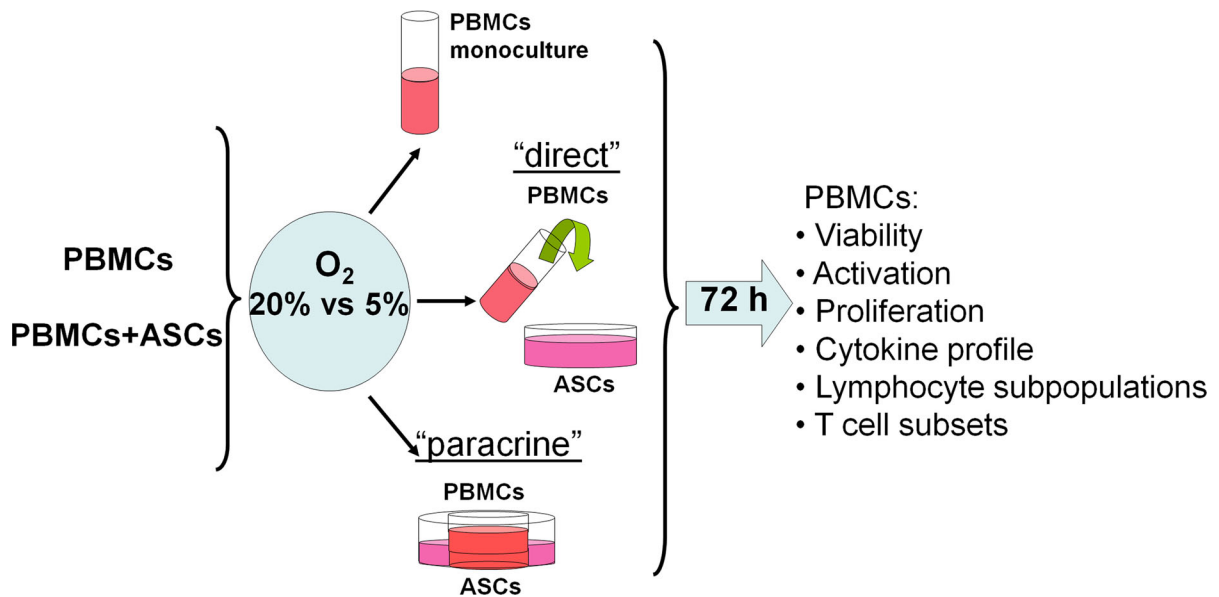 PBMCs
monoculture
“direct”
PBMCs
PBMCs
PBMCs+ASCs
O₂
20% vs 5%
ASCs
“paracrine”
PBMCs
ASCs
72 h
PBMCs:
• Viability
• Activation
• Proliferation
• Cytokine profile
• Lymphocyte subpopulations
• T cell subsets